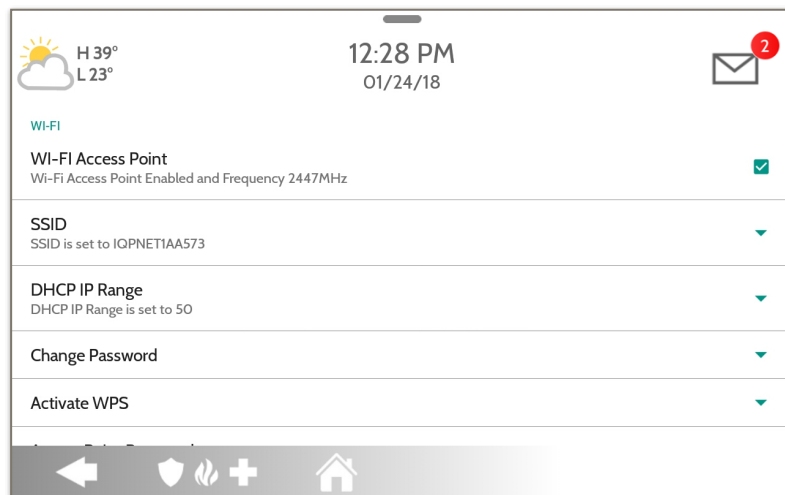 H 39°
L 23°
12:28 PM
01/24/18
2
WI-FI
WI-FI Access Point
Wi-Fi Access Point Enabled and Frequency 2447MHz
SSID
SSID is set to IQPNET1AA573
DHCP IP Range
DHCP IP Range is set to 50
Change Password
Activate WPS